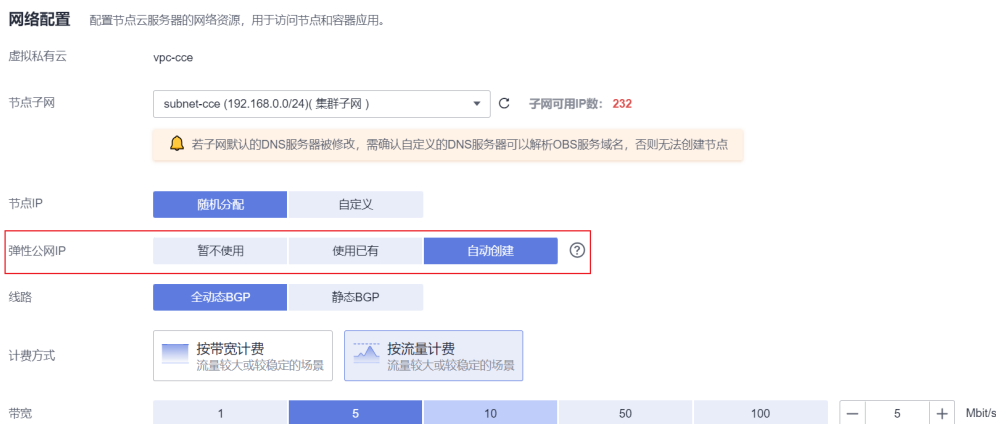 网络配置 配置节点云服务器的网络资源，用于访问节点和容器应用。
虚拟私有云 vpc-cce
节点子网 subnet-cce (192.168.0.0/24)( 集群子网 ) 子网可用IP数： 232
若子网默认的DNS服务器被修改，需确认自定义的DNS服务器可以解析OBS服务域名，否则无法创建节点
节点IP 随机分配 自定义
弹性公网IP 暂不使用 使用已有 自动创建 ?
线路 全动态BGP 静态BGP
计费方式 按带宽计费 按流量计费
流量较大或较稳定的场景 流量较大或较稳定的场景
带宽 1 5 10 50 100 — 5 + Mbit/s